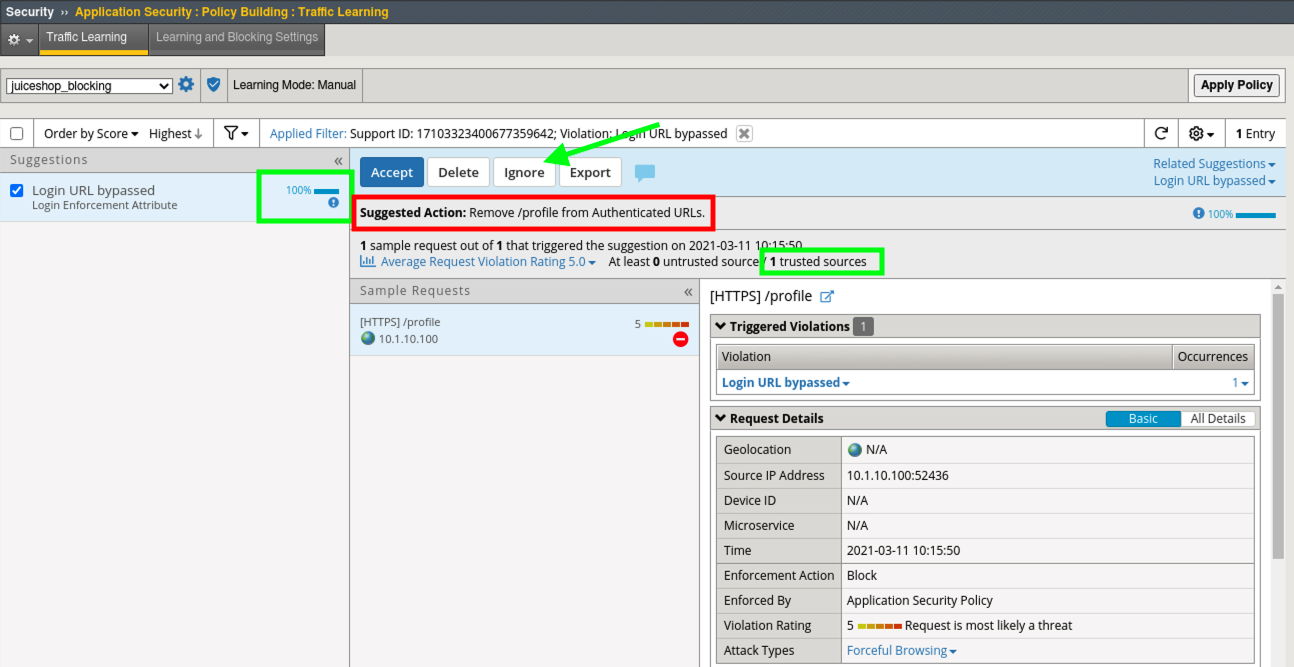 Security ›› Application Security : Policy Building : Traffic Learning
Traffic Learning
Learning and Blocking Settings
juiceshop_blocking
Learning Mode: Manual
Apply Policy
Order by Score
Highest
Applied Filter: Support ID: 17103323400677359642; Violation: Login URL bypassed
1 Entry
Suggestions «
Login URL bypassed
Login Enforcement Attribute
100%
Accept
Delete
Ignore
Export
Related Suggestions
Login URL bypassed
Suggested Action: Remove /profile from Authenticated URLs.
100%
1 sample request out of 1 that triggered the suggestion on 2021-03-11 10:15:50
Average Request Violation Rating 5.0 At least 0 untrusted source / 1 trusted sources
Sample Requests «
[HTTPS] /profile
5
10.1.10.100
[HTTPS] /profile
Triggered Violations 1
Violation Occurrences
Login URL bypassed 1
Request Details
Basic All Details
Geolocation N/A
Source IP Address 10.1.10.100:52436
Device ID N/A
Microservice N/A
Time 2021-03-11 10:15:50
Enforcement Action Block
Enforced By Application Security Policy
Violation Rating 5 Request is most likely a threat
Attack Types Forceful Browsing